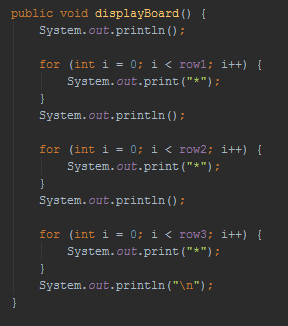 public void displayBoard() {
    System.out.println();

    for (int i = 0; i < row1; i++) {
        System.out.print("*");
    }
    System.out.println();

    for (int i = 0; i < row2; i++) {
        System.out.print("*");
    }
    System.out.println();

    for (int i = 0; i < row3; i++) {
        System.out.print("*");
    }
    System.out.println("\n");
}